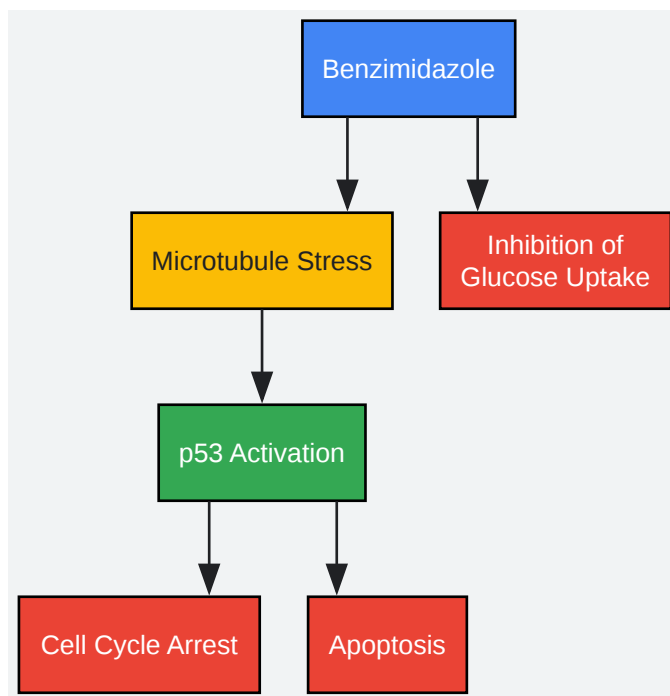 Benzimidazole
Microtubule Stress
Inhibition of
Glucose Uptake
p53 Activation
Cell Cycle Arrest
Apoptosis